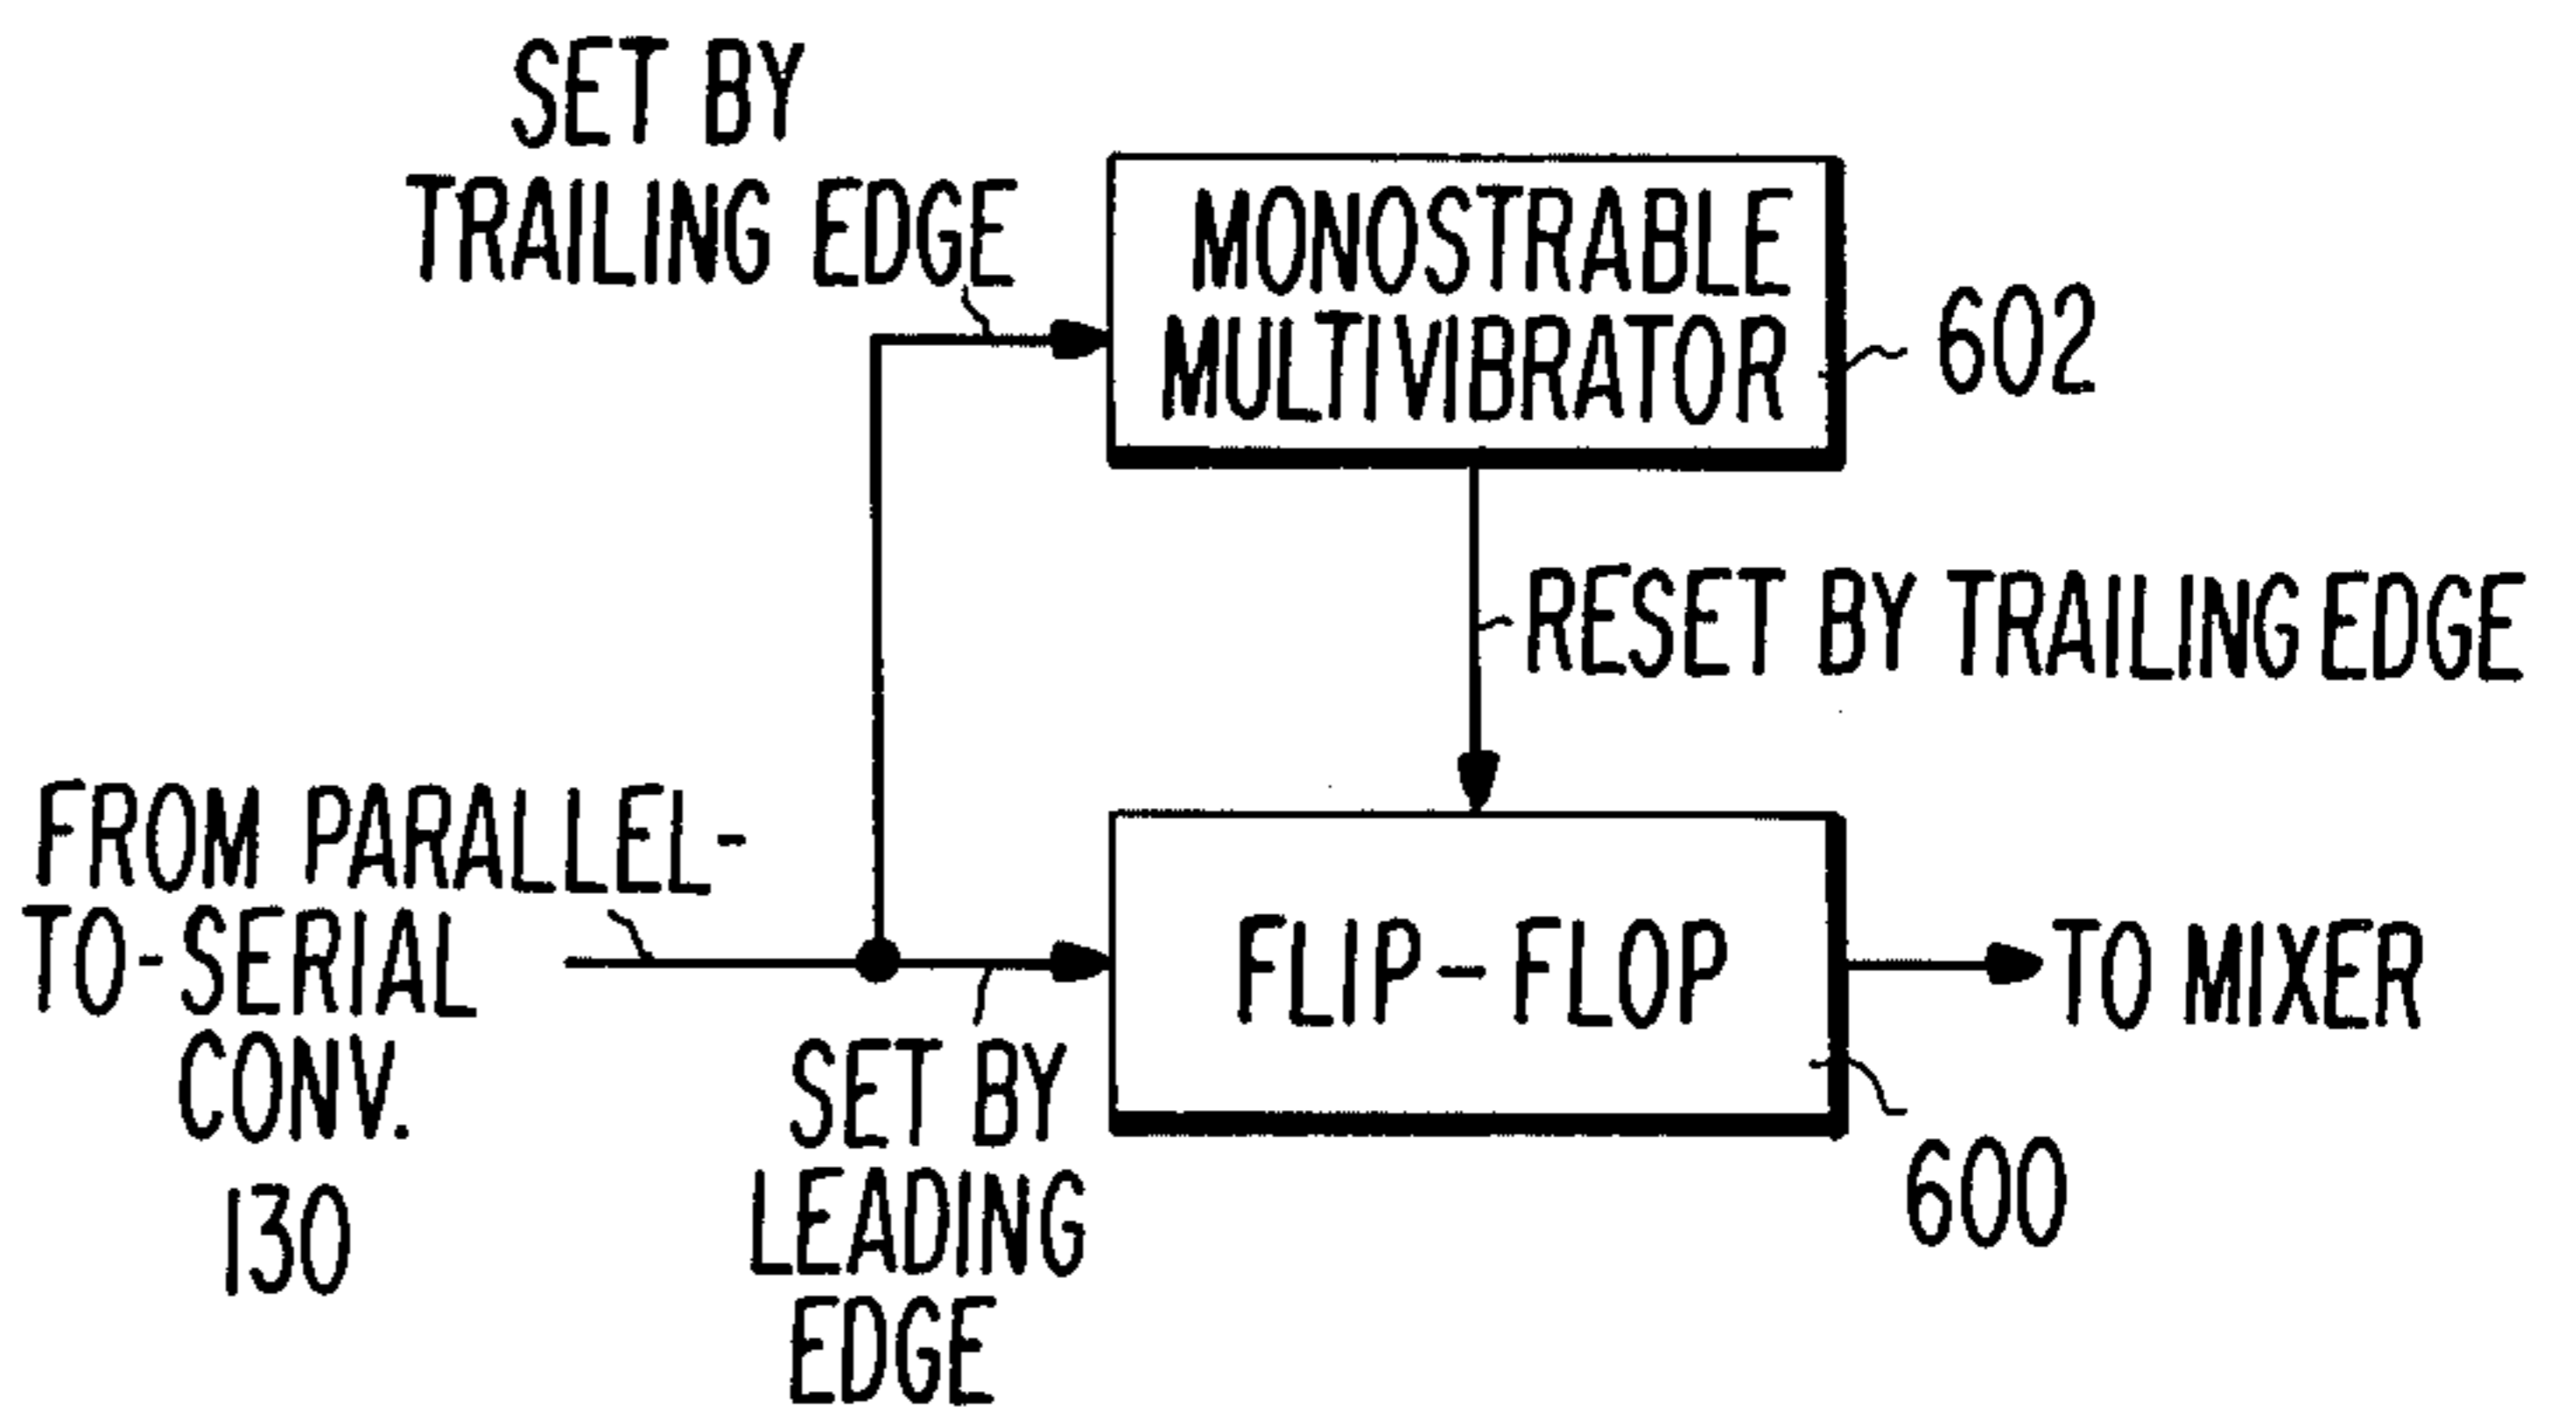 SET BY
TRAILING EDGE
MONOSTRABLE
MULTIVIBRATOR
602
RESET BY TRAILING EDGE
FROM PARALLEL-
TO-SERIAL
CONV.
130
SET BY
LEADING
EDGE
FLIP-FLOP
TO MIXER
600